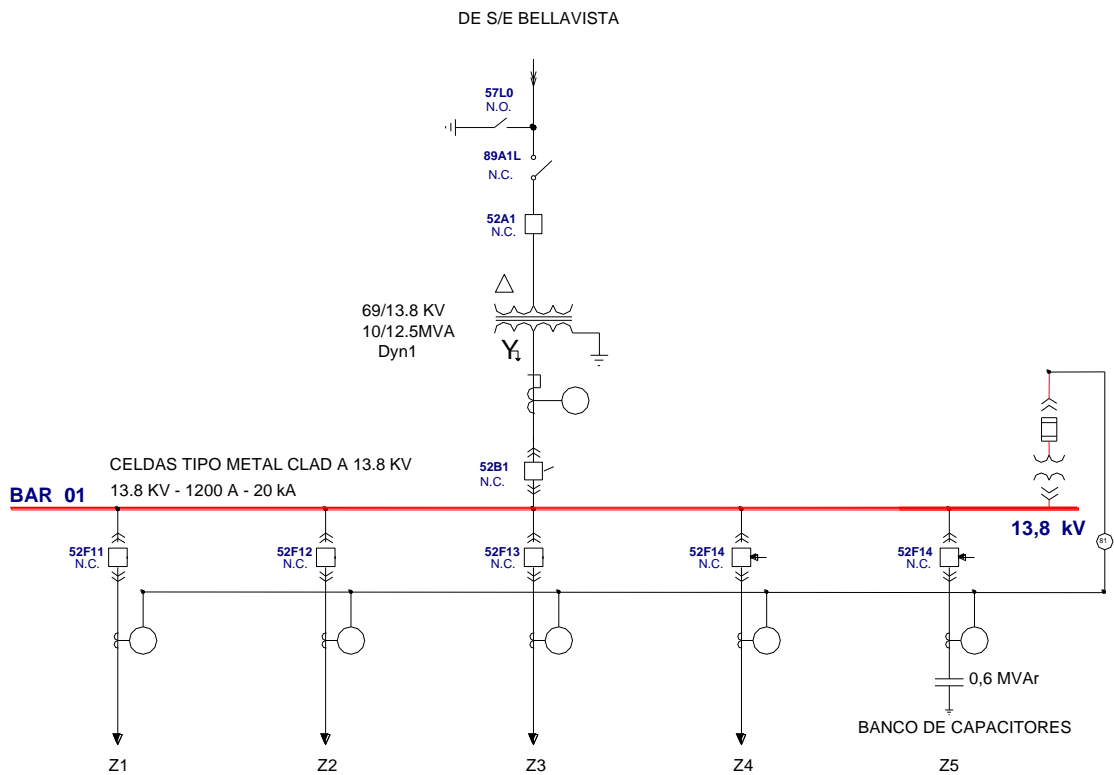 DE S/E BELLAVISTA
57L0
N.O.
89A1L
N.C.
52A1
N.C.
69/13.8 KV
10/12.5MVA
Dyn1
Y
CELDAS TIPO METAL CLAD A 13.8 KV
13.8 KV - 1200 A - 20 kA
52B1
N.C.
BAR 01
13,8 kV
52F11
N.C.
52F12
N.C.
52F13
N.C.
52F14
N.C.
52F14
N.C.
81
0,6 MVAr
BANCO DE CAPACITORES
Z1
Z2
Z3
Z4
Z5